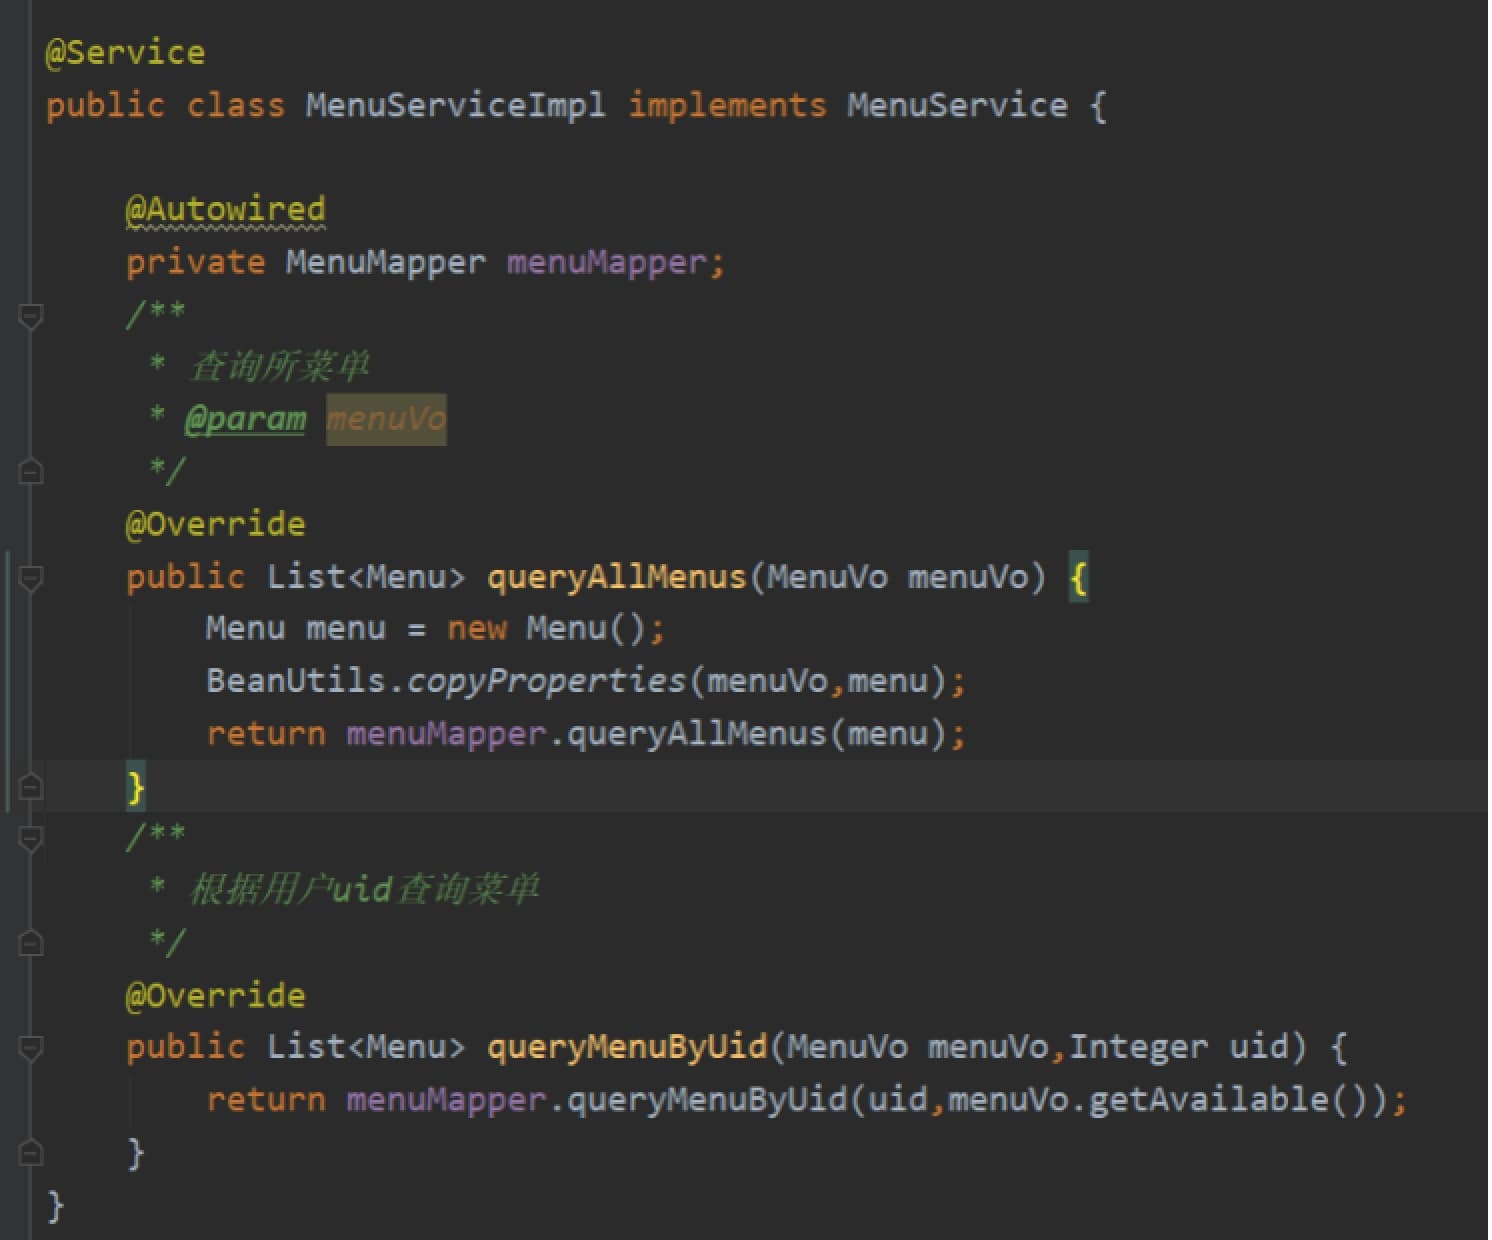 @Service
public class MenuServiceImpl implements MenuService {
@Autowired
private MenuMapper menuMapper;
/**
* 查询所菜单
* @param menuVo
*/
@Override
public List<Menu> queryAllMenus(MenuVo menuVo) {
Menu menu = new Menu();
BeanUtils.copyProperties(menuVo,menu);
return menuMapper.queryAllMenus(menu);
}
/**
* 根据用户uid查询菜单
*/
@Override
public List<Menu> queryMenuByUid(MenuVo menuVo,Integer uid) {
return menuMapper.queryMenuByUid(uid,menuVo.getAvailable());
}
}